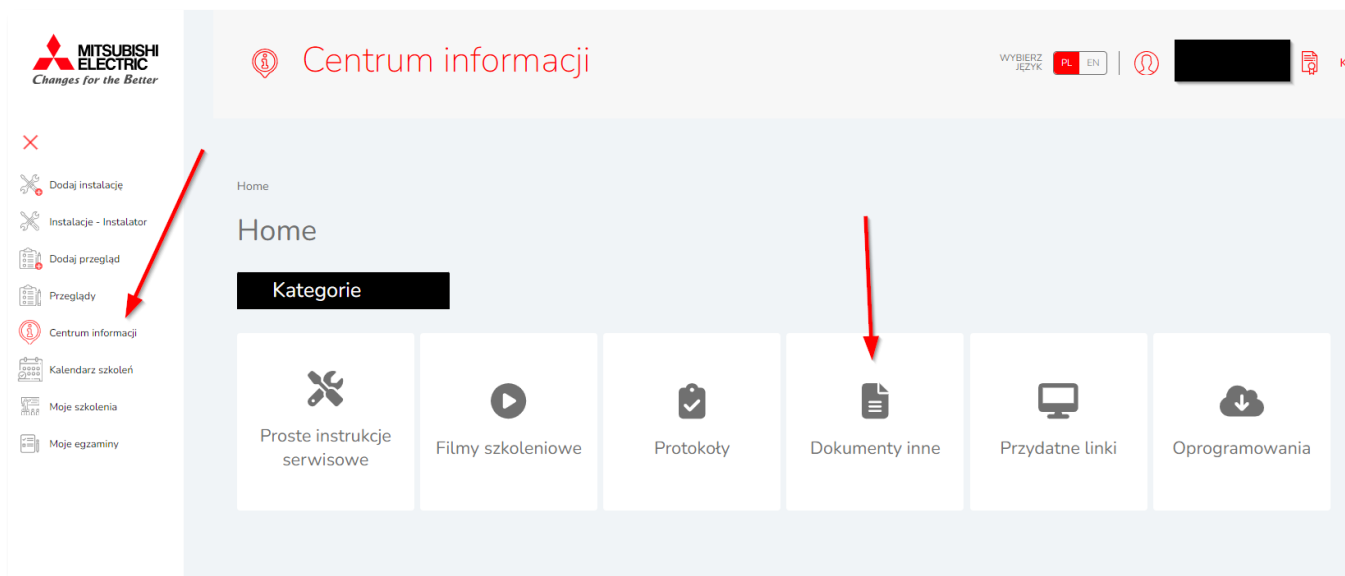 MITSUBISHI
ELECTRIC
Changes for the Better
Centrum informacji
WYBIERZ
JĘZYK
PL EN
K
Dodaj instalację
Instalacje - Instalator
Dodaj przegląd
Przeglądy
Centrum informacji
Kalendarz szkoleń
Moje szkolenia
Moje egzaminy
Home
Home
Kategorie
Proste instrukcje
serwisowe
Filmy szkoleniowe
Protokoły
Dokumenty inne
Przydatne linki
Oprogramowania